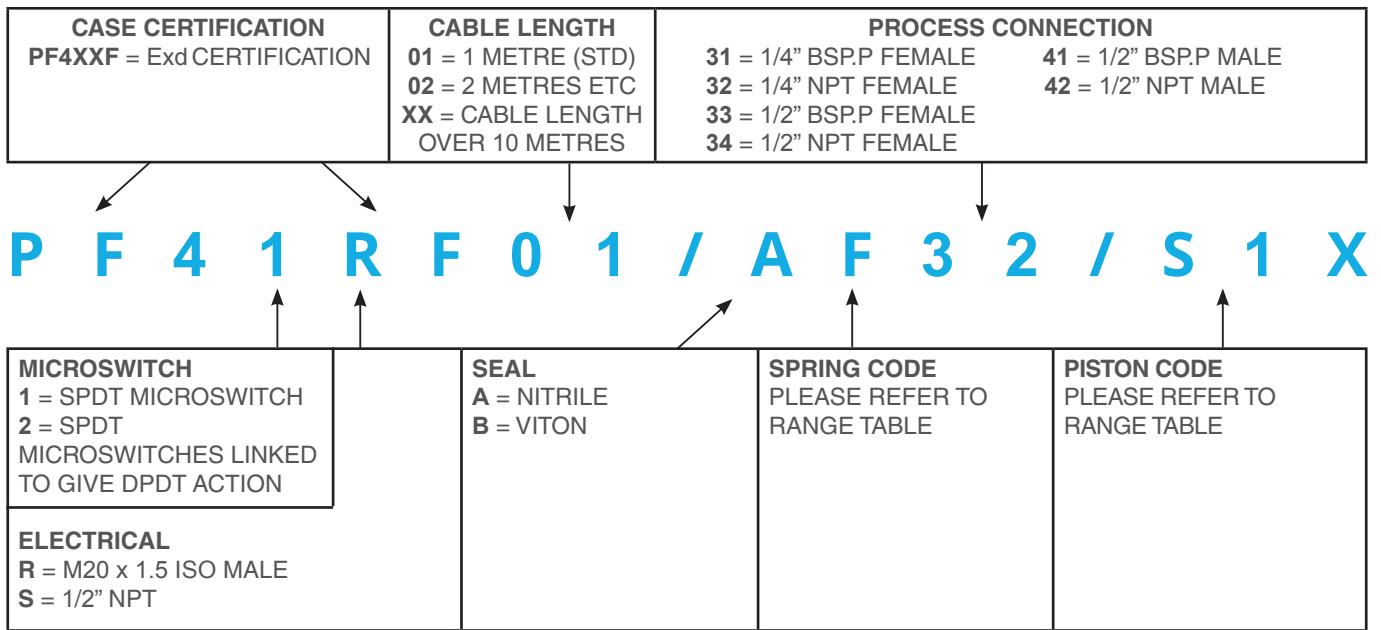 CASE CERTIFICATION
PF4XXF = Exd CERTIFICATION
CABLE LENGTH
01 = 1 METRE (STD)
02 = 2 METRES ETC
XX = CABLE LENGTH
OVER 10 METRES
PROCESS CONNECTION
31 = 1/4” BSP.P FEMALE
32 = 1/4” NPT FEMALE
33 = 1/2” BSP.P FEMALE
34 = 1/2” NPT FEMALE
41 = 1/2” BSP.P MALE
42 = 1/2” NPT MALE
P F 4 1 R F 0 1 / A F 3 2 / S 1 X
MICROSWITCH
1 = SPDT MICROSWITCH
2 = SPDT
MICROSWITCHES LINKED
TO GIVE DPDT ACTION
ELECTRICAL
R = M20 x 1.5 ISO MALE
S = 1/2” NPT
SEAL
A = NITRILE
B = VITON
SPRING CODE
PLEASE REFER TO
RANGE TABLE
PISTON CODE
PLEASE REFER TO
RANGE TABLE